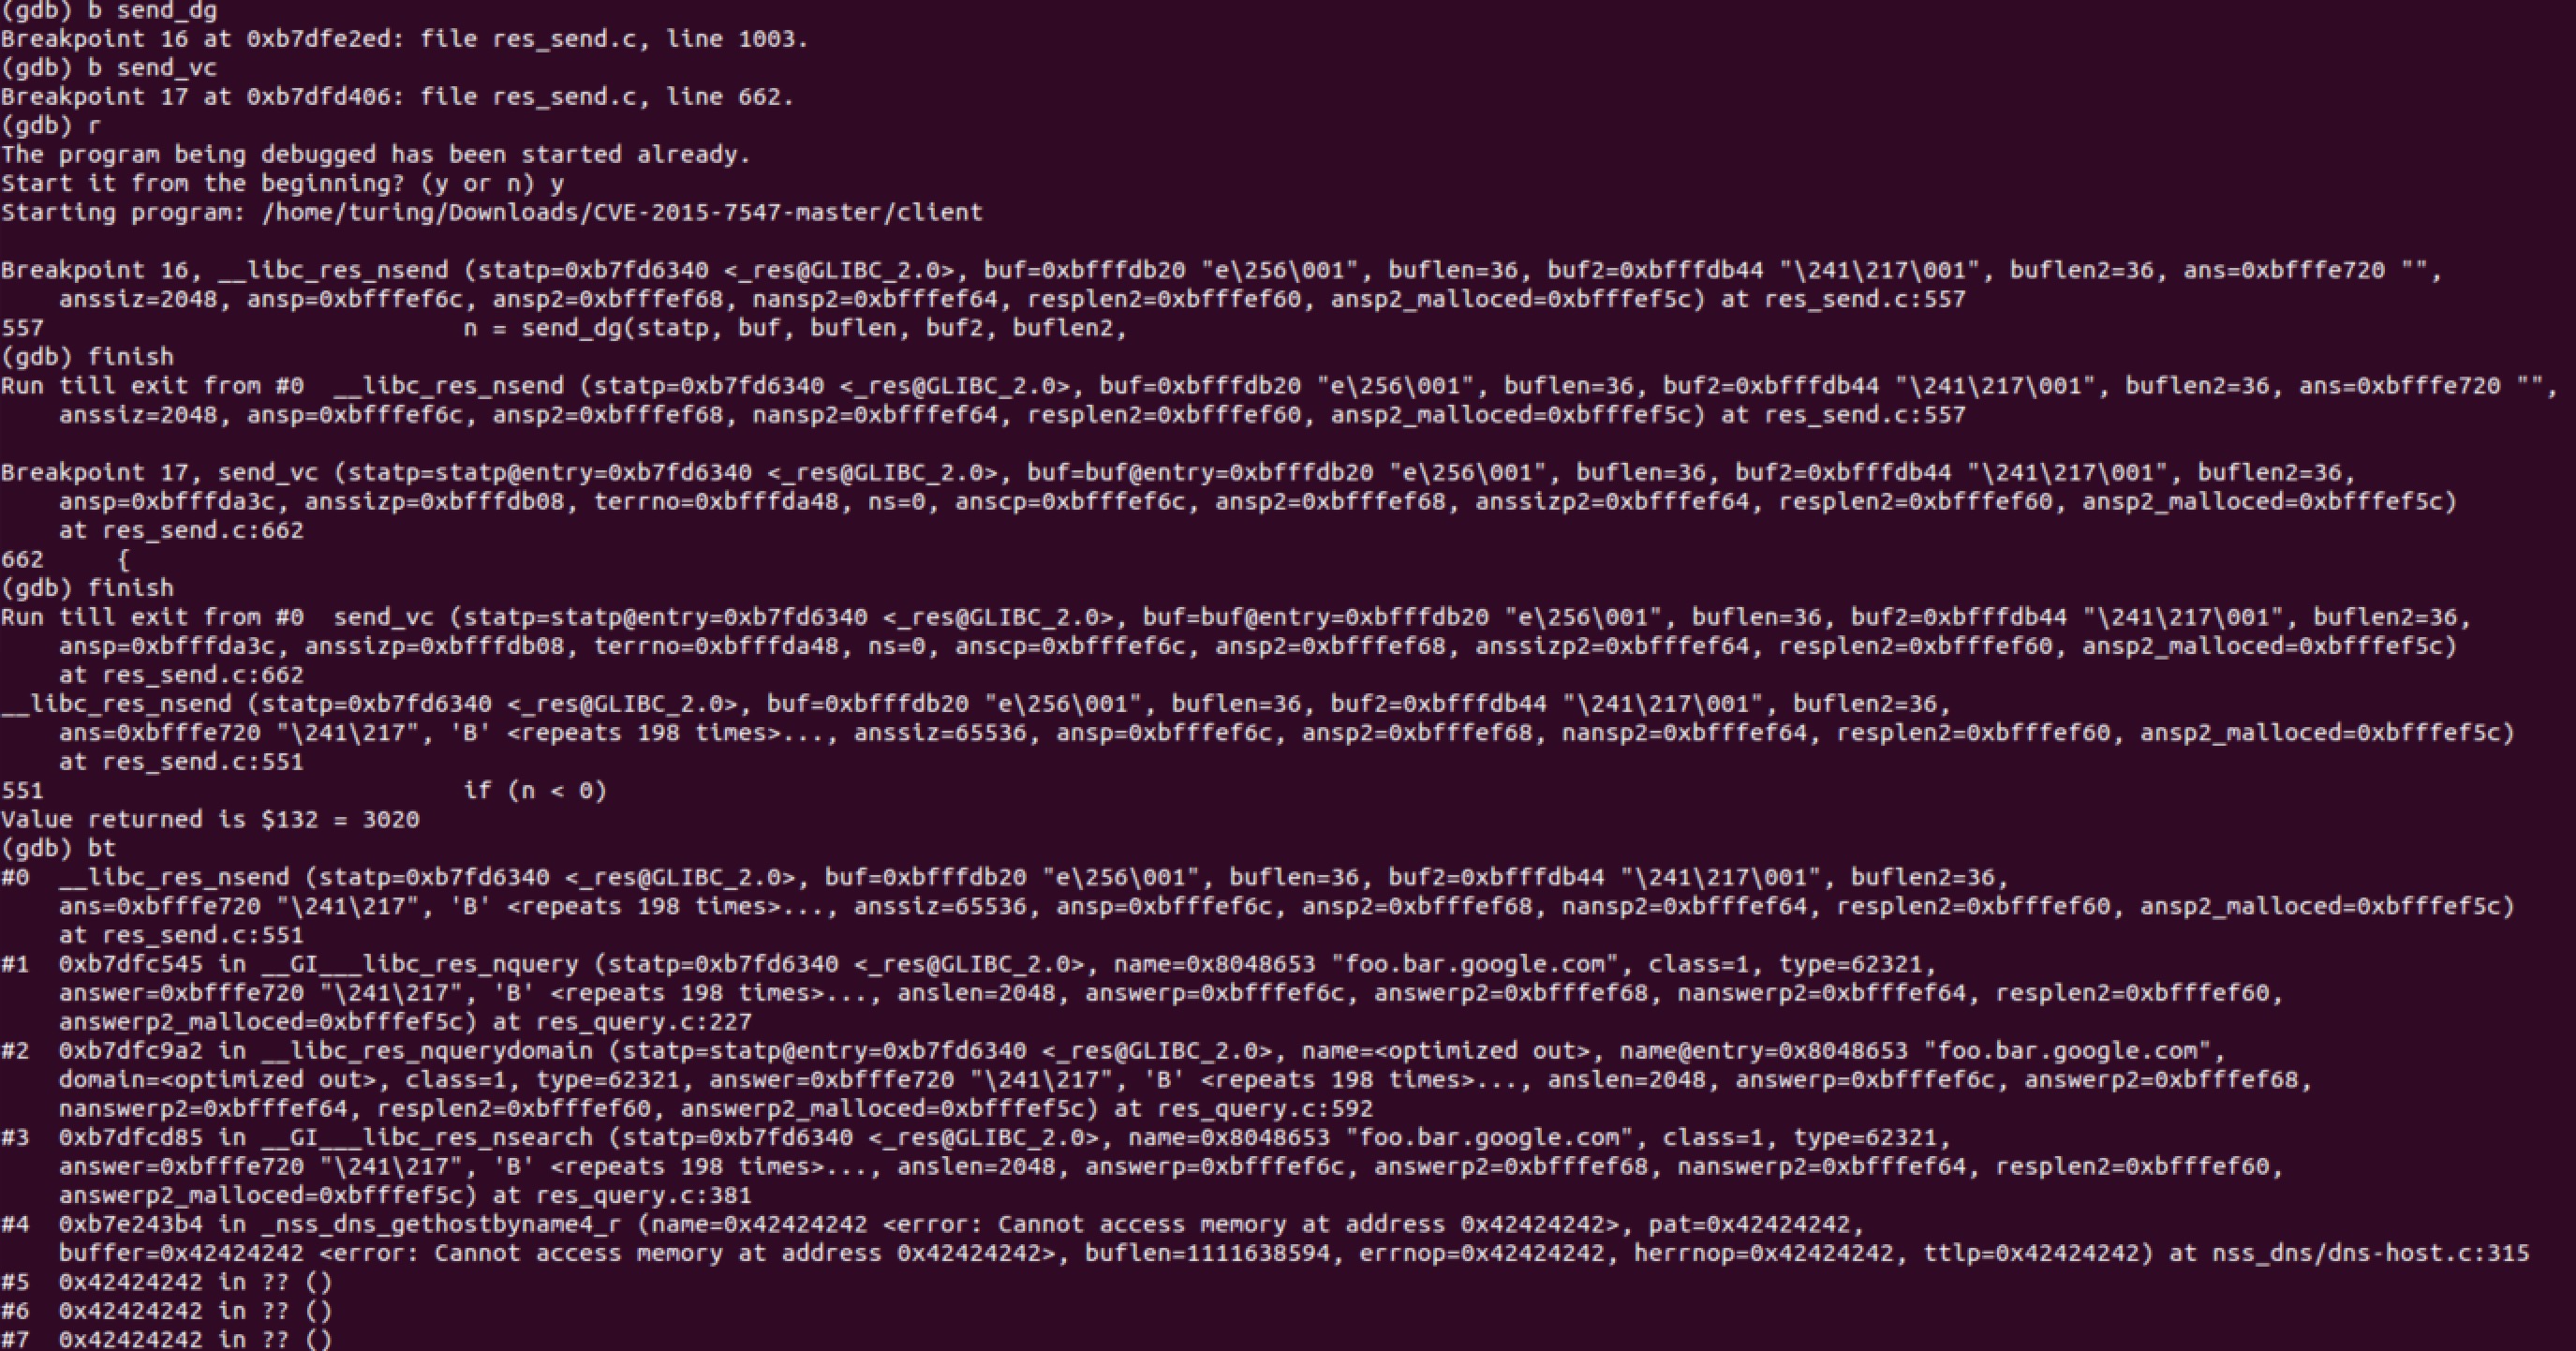 (gdb) b send_dg
Breakpoint 16 at 0xb7dfe2ed: file res_send.c, line 1003.
(gdb) b send_vc
Breakpoint 17 at 0xb7dfd406: file res_send.c, line 662.
(gdb) r
The program being debugged has been started already.
Start it from the beginning? (y or n) y
Starting program: /home/turing/Downloads/CVE-2015-7547-master/client
Breakpoint 16, __libc_res_nsend (statp=0xb7fd6340 <_res@GLIBC_2.0>, buf=0xbfffdb20 "e\256\001", buflen=36, buf2=0xbfffdb44 "\241\217\001", buflen2=36, ans=0xbfffe720 "",
anssiz=2048, ansp=0xbfffef6c, ansp2=0xbfffef68, nansp2=0xbfffef64, resplen2=0xbfffef60, ansp2_malloced=0xbfffef5c) at res_send.c:557
557 n = send_dg(statp, buf, buflen, buf2, buflen2,
(gdb) finish
Run till exit from #0 __libc_res_nsend (statp=0xb7fd6340 <_res@GLIBC_2.0>, buf=0xbfffdb20 "e\256\001", buflen=36, buf2=0xbfffdb44 "\241\217\001", buflen2=36, ans=0xbfffe720 "",
anssiz=2048, ansp=0xbfffef6c, ansp2=0xbfffef68, nansp2=0xbfffef64, resplen2=0xbfffef60, ansp2_malloced=0xbfffef5c) at res_send.c:557
Breakpoint 17, send_vc (statp=statp@entry=0xb7fd6340 <_res@GLIBC_2.0>, buf=buf@entry=0xbfffdb20 "e\256\001", buflen=36, buf2=0xbfffdb44 "\241\217\001", buflen2=36,
ansp=0xbfffda3c, anssizp=0xbfffdb08, terrno=0xbfffda48, ns=0, anscp=0xbfffef6c, ansp2=0xbfffef68, anssizp2=0xbfffef64, resplen2=0xbfffef60, ansp2_malloced=0xbfffef5c)
at res_send.c:662
662 {
(gdb) finish
Run till exit from #0 send_vc (statp=statp@entry=0xb7fd6340 <_res@GLIBC_2.0>, buf=buf@entry=0xbfffdb20 "e\256\001", buflen=36, buf2=0xbfffdb44 "\241\217\001", buflen2=36,
ansp=0xbfffda3c, anssizp=0xbfffdb08, terrno=0xbfffda48, ns=0, anscp=0xbfffef6c, ansp2=0xbfffef68, anssizp2=0xbfffef64, resplen2=0xbfffef60, ansp2_malloced=0xbfffef5c)
at res_send.c:662
__libc_res_nsend (statp=0xb7fd6340 <_res@GLIBC_2.0>, buf=0xbfffdb20 "e\256\001", buflen=36, buf2=0xbfffdb44 "\241\217\001", buflen2=36,
ans=0xbfffe720 "\241\217", 'B' <repeats 198 times>..., anssiz=65536, ansp=0xbfffef6c, ansp2=0xbfffef68, nansp2=0xbfffef64, resplen2=0xbfffef60, ansp2_malloced=0xbfffef5c)
at res_send.c:551
551 if (n < 0)
Value returned is $132 = 3020
(gdb) bt
#0 __libc_res_nsend (statp=0xb7fd6340 <_res@GLIBC_2.0>, buf=0xbfffdb20 "e\256\001", buflen=36, buf2=0xbfffdb44 "\241\217\001", buflen2=36,
ans=0xbfffe720 "\241\217", 'B' <repeats 198 times>..., anssiz=65536, ansp=0xbfffef6c, ansp2=0xbfffef68, nansp2=0xbfffef64, resplen2=0xbfffef60, ansp2_malloced=0xbfffef5c)
at res_send.c:551
#1 0xb7dfc545 in __GI___libc_res_nquery (statp=0xb7fd6340 <_res@GLIBC_2.0>, name=0x8048653 "foo.bar.google.com", class=1, type=62321,
answer=0xbfffe720 "\241\217", 'B' <repeats 198 times>..., anslen=2048, answerp=0xbfffef6c, answerp2=0xbfffef68, nanswerp2=0xbfffef64, resplen2=0xbfffef60,
answerp2_malloced=0xbfffef5c) at res_query.c:227
#2 0xb7dfc9a2 in __libc_res_nquerydomain (statp=statp@entry=0xb7fd6340 <_res@GLIBC_2.0>, name=<optimized out>, name@entry=0x8048653 "foo.bar.google.com",
domain=<optimized out>, class=1, type=62321, answer=0xbfffe720 "\241\217", 'B' <repeats 198 times>..., anslen=2048, answerp=0xbfffef6c, answerp2=0xbfffef68,
nanswerp2=0xbfffef64, resplen2=0xbfffef60, answerp2_malloced=0xbfffef5c) at res_query.c:592
#3 0xb7dfcd85 in __GI___libc_res_nsearch (statp=0xb7fd6340 <_res@GLIBC_2.0>, name=0x8048653 "foo.bar.google.com", class=1, type=62321,
answer=0xbfffe720 "\241\217", 'B' <repeats 198 times>..., anslen=2048, answerp=0xbfffef6c, answerp2=0xbfffef68, nanswerp2=0xbfffef64, resplen2=0xbfffef60,
answerp2_malloced=0xbfffef5c) at res_query.c:381
#4 0xb7e243b4 in _nss_dns_gethostbyname4_r (name=0x42424242 <error: Cannot access memory at address 0x42424242>, pat=0x42424242,
buffer=0x42424242 <error: Cannot access memory at address 0x42424242>, buflen=1111638594, errnop=0x42424242, herrnop=0x42424242, ttlp=0x42424242) at nss_dns/dns-host.c:315
#5 0x42424242 in ?? ()
#6 0x42424242 in ?? ()
#7 0x42424242 in ?? ()